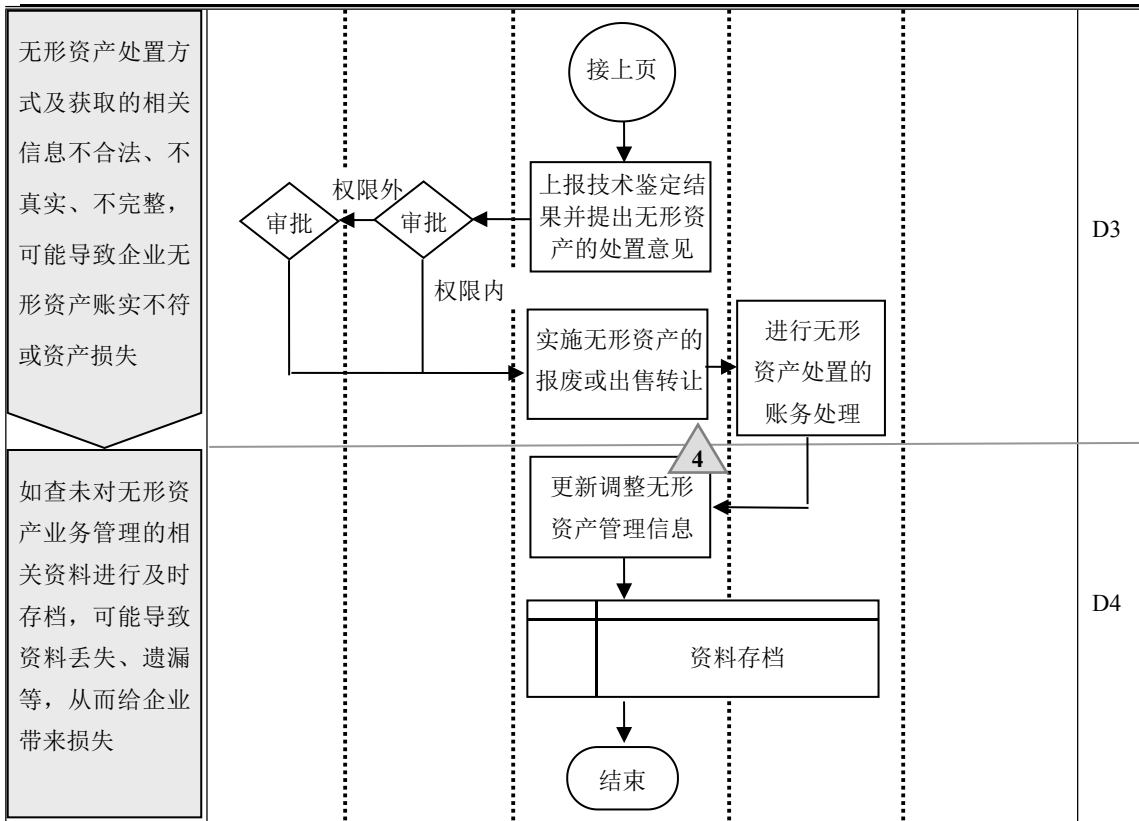 无形资产处置方
式及获取的相关
信息不合法、不
真实、不完整，
可能导致企业无
形资产账实不符
或资产损失
接上页
上报技术鉴定结
果并提出无形资
产的处置意见
权限外
审批
审批
权限内
实施无形资产的
报废或出售转让
进行无形
资产处置的
账务处理
D3
如查未对无形资
产业务管理的相
关资料进行及时
存档，可能导致
资料丢失、遗漏
等，从而给企业
带来损失
4
更新调整无形
资产管理信息
资料存档
结束
D4